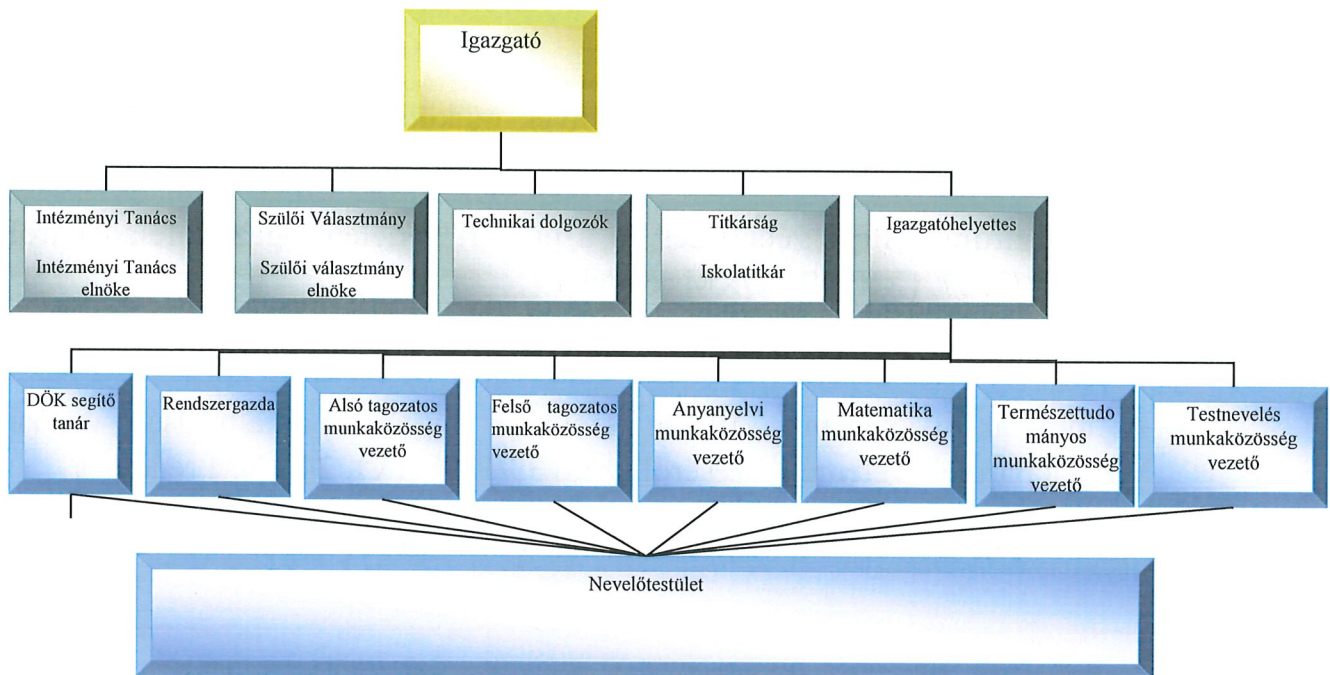 Igazgató
Intézményi Tanács
Intézményi Tanács
elnöke
Szülői Választmány
Szülői választmány
elnöke
Technikai dolgozók
Titkárság
Iskolatitkár
Igazgatóhelyettes
DÖK segítő
tanár
Rendszergazda
Alsó tagozatos
munkaközösség
vezető
Felső tagozatos
munkaközösség
vezető
Anyanyelvi
munkaközösség
vezető
Matematika
munkaközösség
vezető
Természettudo
mányos
munkaközösség
vezető
Testnevelés
munkaközösség
vezető
Nevelőtestület